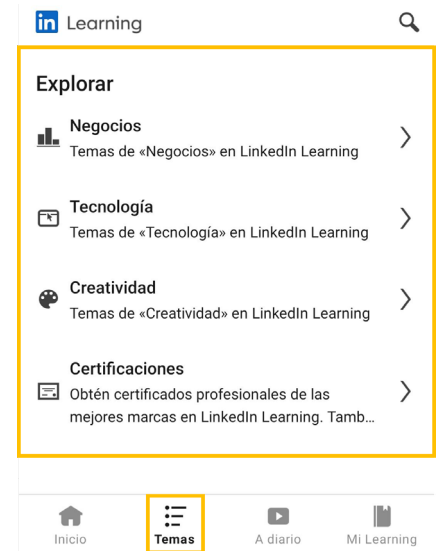 in Learning
Explorar
Negocios
Temas de «Negocios» en LinkedIn Learning
Tecnología
Temas de «Tecnología» en LinkedIn Learning
Creatividad
Temas de «Creatividad» en LinkedIn Learning
Certificaciones
Obtén certificados profesionales de las
mejores marcas en LinkedIn Learning. Tamb...
Inicio Temas A diario Mi Learning